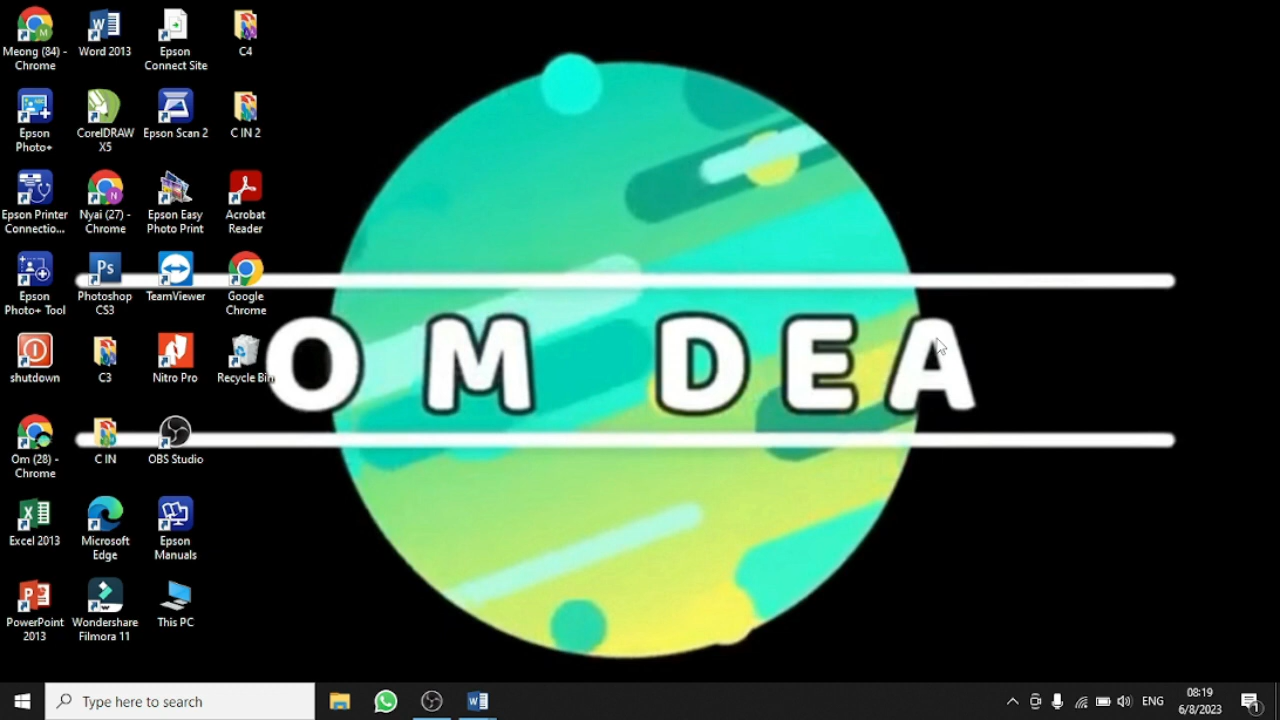 Meong (84) -
Chrome
Word 2013
Epson
Connect Site
C4
Epson
Photo+
CorelDRAW
X5
Epson Scan 2
C IN 2
Epson Printer
Connectio...
Nyai (27) -
Chrome
Epson Easy
Photo Print
Acrobat
Reader
Epson
Photo+ Tool
Ps
Photoshop
CS3
TeamViewer
Google
Chrome
shutdown
C3
Nitro Pro
Recycle Bin
OM DEA
Om (28) -
Chrome
C IN
OBS Studio
Excel 2013
Microsoft
Edge
Epson
Manuals
PowerPoint
2013
Wondershare
Filmora 11
This PC
Type here to search
ENG
08:19
6/8/2023
1